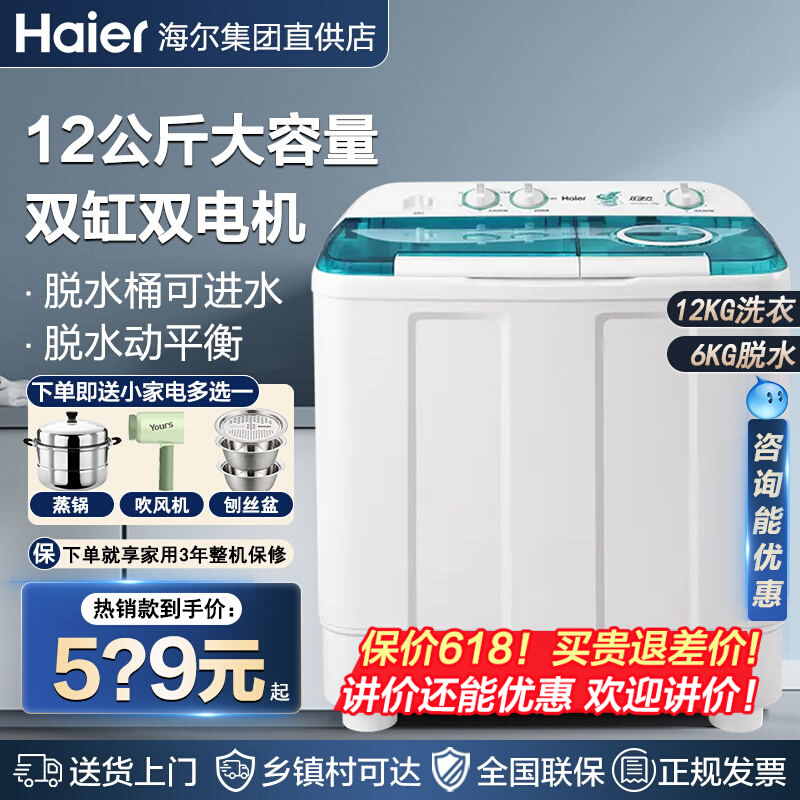 Haier 海尔集团直供店
12公斤大容量
双缸双电机
· 脱水桶可进水
· 脱水动平衡
Haier
12KG洗衣
6KG脱水
下单即送小家电多选一
Yours
蒸锅 吹风机 刨丝盆
咨询能优惠
保 下单就享家用3年整机保修
热销款到手价：
5?9元起
保价618！买贵退差价！
讲价还能优惠 欢迎讲价！
送货上门 乡镇村可达 全国联保 正规发票